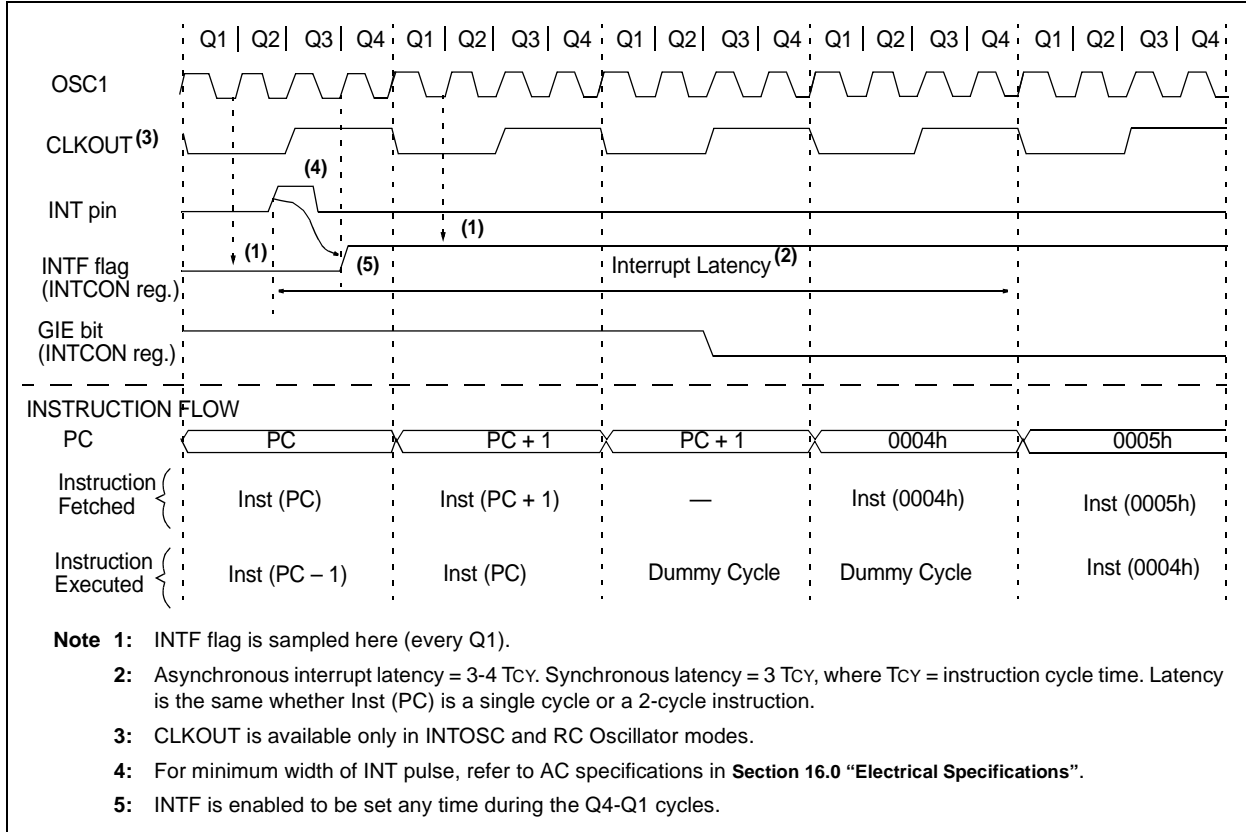 Q1 Q2 Q3 Q4 Q1 Q2 Q3 Q4 Q1 Q2 Q3 Q4 Q1 Q2 Q3 Q4 Q1 Q2 Q3 Q4
OSC1
CLKOUT (3)
(4)
INT pin
(1)
(1)
(5)
INTF flag
(INTCON reg.)
Interrupt Latency (2)
GIE bit
(INTCON reg.)
INSTRUCTION FLOW
PC PC PC + 1 PC + 1 0004h 0005h
Instruction
Fetched
Inst (PC) Inst (PC + 1) — Inst (0004h) Inst (0005h)
Instruction
Executed
Inst (PC – 1) Inst (PC) Dummy Cycle Dummy Cycle Inst (0004h)
Note 1: INTF flag is sampled here (every Q1).
2: Asynchronous interrupt latency = 3-4 TCY. Synchronous latency = 3 TCY, where TCY = instruction cycle time. Latency
is the same whether Inst (PC) is a single cycle or a 2-cycle instruction.
3: CLKOUT is available only in INTOSC and RC Oscillator modes.
4: For minimum width of INT pulse, refer to AC specifications in Section 16.0 “Electrical Specifications”.
5: INTF is enabled to be set any time during the Q4-Q1 cycles.